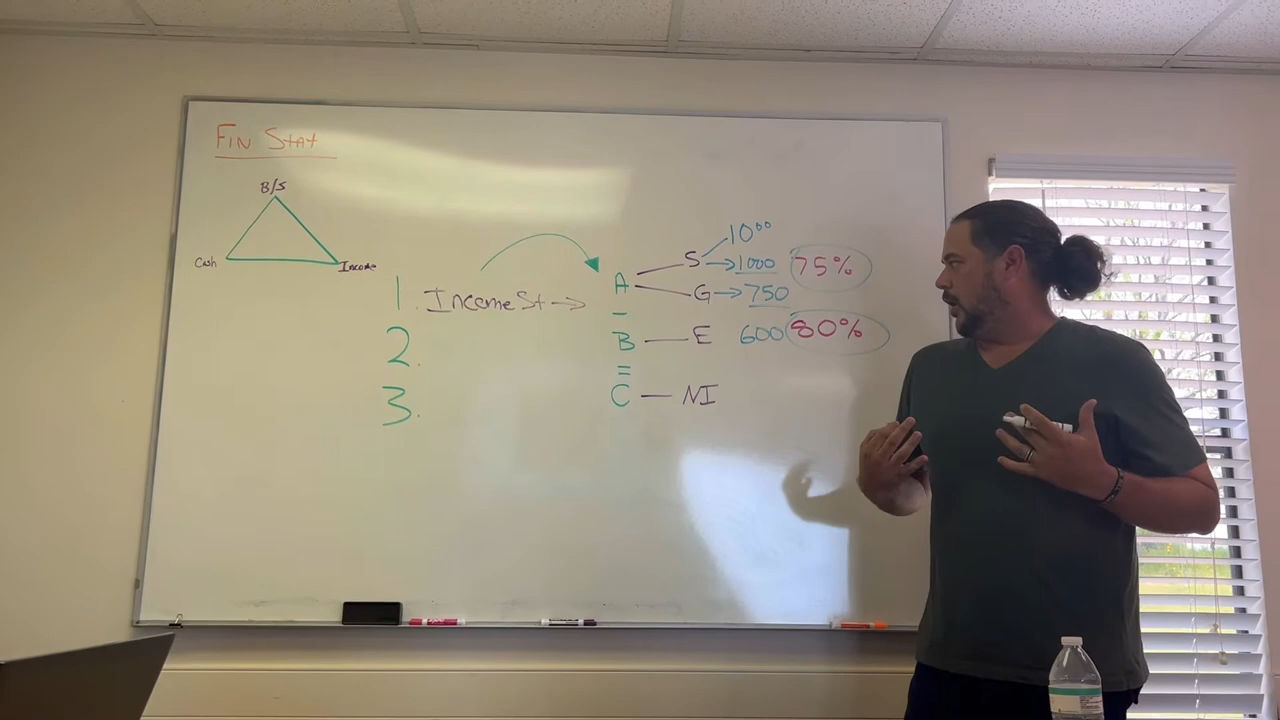 FIN STAT
B/S
Cash
Income
1. Income St → A S 10⁰⁰
→ 1000 75%
G → 750
–
2. B — E 600 80%
=
3. C — NI